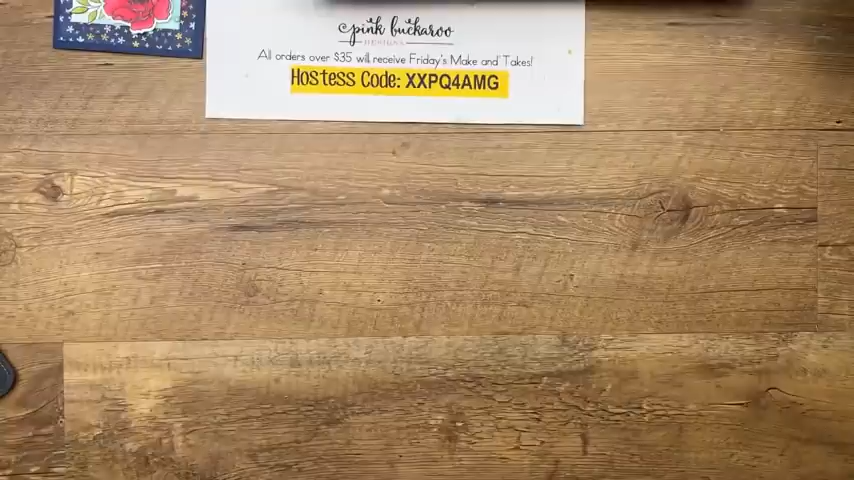 pink buckaroo
DESIGNS
All orders over $35 will receive Friday's Make and Takes!
Hostess Code: XXPQ4AMG